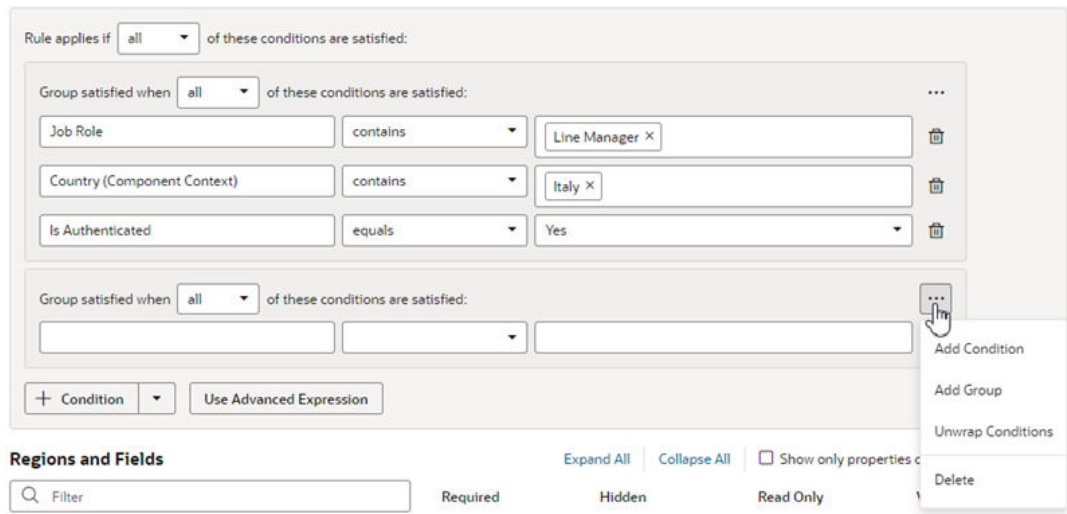 Rule applies if all of these conditions are satisfied:
Group satisfied when all of these conditions are satisfied:
...
Job Role contains Line Manager ×
Country (Component Context) contains Italy ×
Is Authenticated equals Yes
Group satisfied when all of these conditions are satisfied:
...
Add Condition
Add Group
Unwrap Conditions
Delete
+ Condition Use Advanced Expression
Regions and Fields Expand All Collapse All Show only properties
Filter Required Hidden Read Only